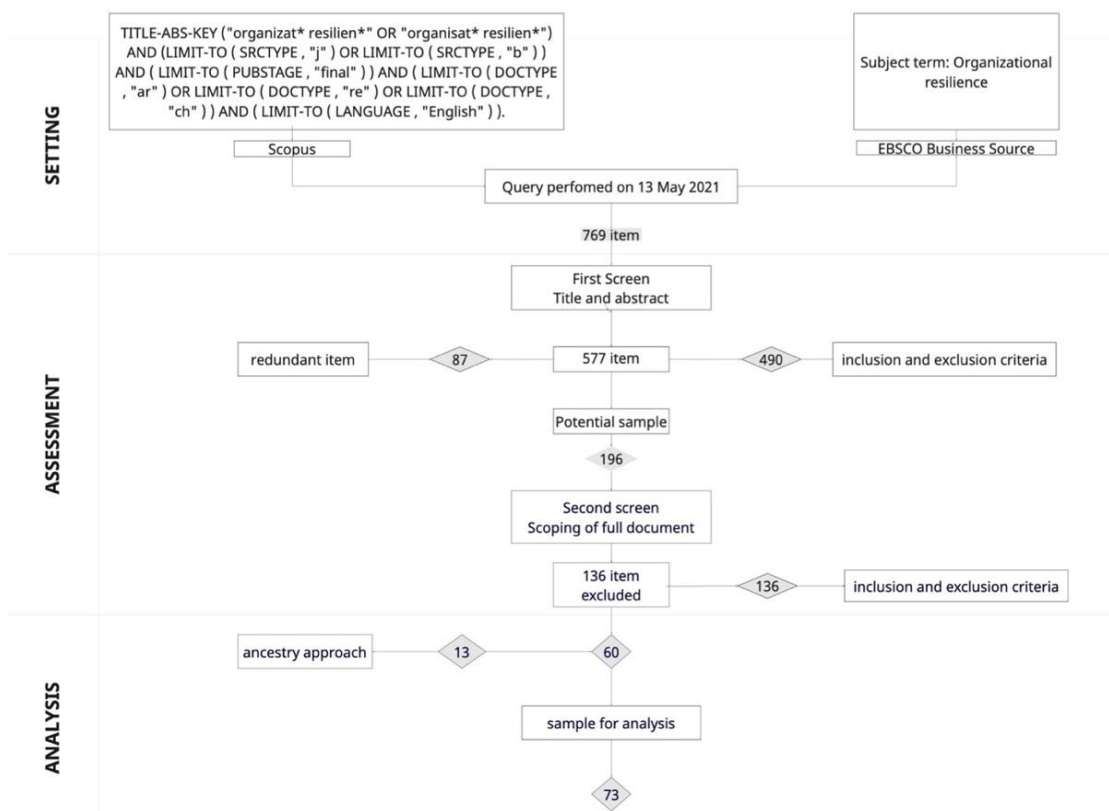 TITLE-ABS-KEY ("organizat* resilien*" OR "organisat* resilien*")
AND (LIMIT-TO ( SRCTYPE , "j" ) OR LIMIT-TO ( SRCTYPE , "b" ) )
AND ( LIMIT-TO ( PUBSTAGE , "final" ) ) AND ( LIMIT-TO ( DOCTYPE
, "ar" ) OR LIMIT-TO ( DOCTYPE , "re" ) OR LIMIT-TO ( DOCTYPE ,
"ch" ) ) AND ( LIMIT-TO ( LANGUAGE , "English" ) ).
Subject term: Organizational
resilience
SETTING
Scopus
EBSCO Business Source
Query perfomed on 13 May 2021
769 item
First Screen
Title and abstract
redundant item
87
577 item
490
inclusion and exclusion criteria
Potential sample
196
ASSESSMENT
Second screen
Scoping of full document
136 item
excluded
136
inclusion and exclusion criteria
ancestry approach
13
60
ANALYSIS
sample for analysis
73